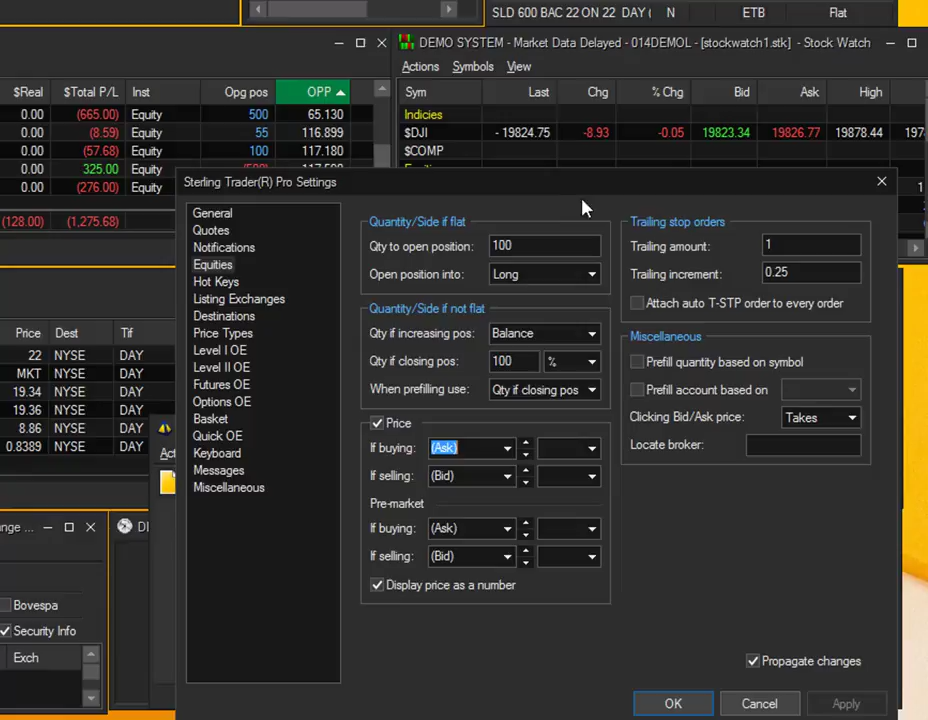 SLD 600 BAC 22 ON 22 DAY (
N
ETB
Flat
DEMO SYSTEM - Market Data Delayed - 014DEMOL - [stockwatch1.stk] - Stock Watch
Actions Symbols View
$Real $Total P/L Inst Opg pos OPP
0.00 (665.00) Equity 500 65.130
0.00 (8.59) Equity 55 116.899
0.00 (57.68) Equity 100 117.180
0.00 325.00 Equity
0.00 (276.00) Equity
(128.00) (1,275.68)
Sym Last Chg % Chg Bid Ask High
Indicies
$DJI - 19824.75 -8.93 -0.05 19823.34 19826.77 19878.44 197
$COMP
1
Sterling Trader(R) Pro Settings
General
Quotes
Notifications
Equities
Hot Keys
Listing Exchanges
Destinations
Price Types
Level I OE
Level II OE
Futures OE
Options OE
Basket
Quick OE
Keyboard
Messages
Miscellaneous
Quantity/Side if flat
Qty to open position: 100
Open position into: Long
Quantity/Side if not flat
Qty if increasing pos: Balance
Qty if closing pos: 100 %
When prefilling use: Qty if closing pos
Price
If buying: (Ask)
If selling: (Bid)
Pre-market
If buying: (Ask)
If selling: (Bid)
Display price as a number
Trailing stop orders
Trailing amount: 1
Trailing increment: 0.25
Attach auto T-STP order to every order
Miscellaneous
Prefill quantity based on symbol
Prefill account based on
Clicking Bid/Ask price: Takes
Locate broker:
Propagate changes
OK Cancel Apply
Price Dest Tif
22 NYSE DAY
MKT NYSE DAY
19.34 NYSE DAY
19.36 NYSE DAY
8.86 NYSE DAY
0.8389 NYSE DAY
nge ...
Bovespa
Security Info
Exch